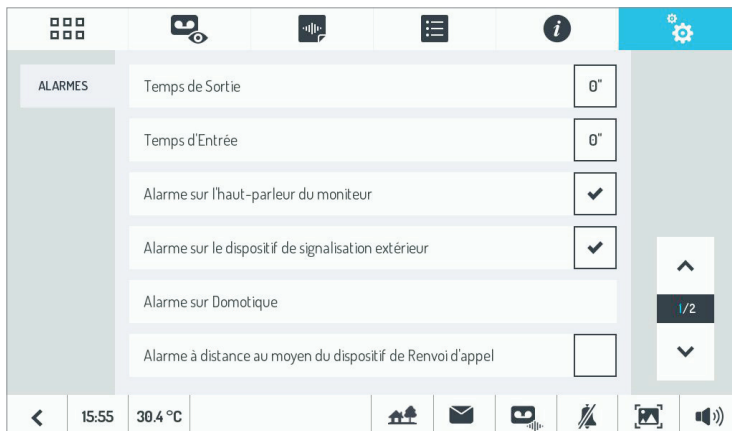 ALARMES
Temps de Sortie 0"
Temps d'Entrée 0"
Alarme sur l'haut-parleur du moniteur
Alarme sur le dispositif de signalisation extérieur
Alarme sur Domotique
1/2
Alarme à distance au moyen du dispositif de Renvoi d'appel
15:55 30.4 °C